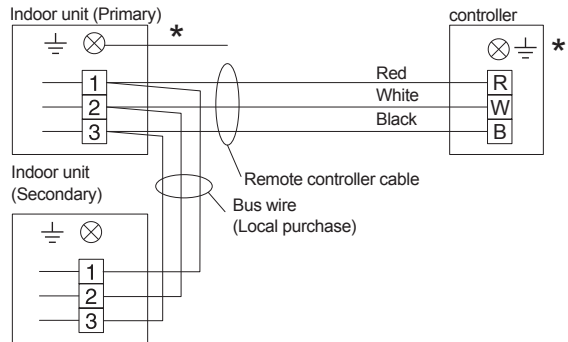 Indoor unit (Primary)
*
controller
*
1
2
3
Red
White
Black
R
W
B
Remote controller cable
Bus wire
(Local purchase)
Indoor unit
(Secondary)
1
2
3